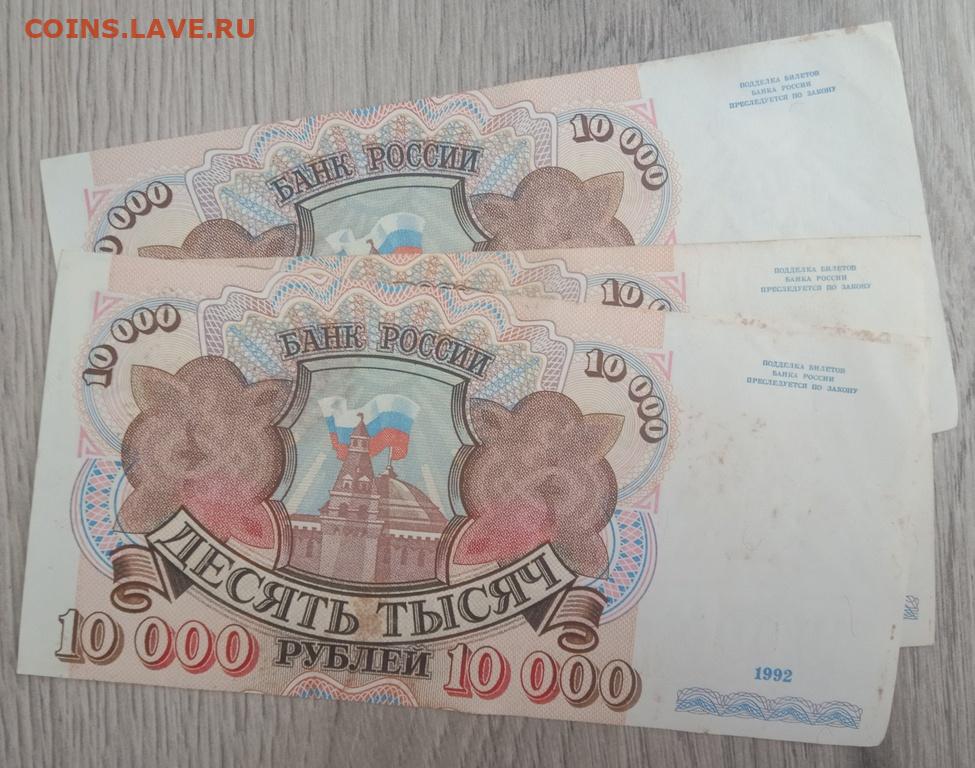 COINS.LAVE.RU
ПОДДЕЛКА БИЛЕТОВ
БАНКА РОССИИ
ПРЕСЛЕДУЕТСЯ ПО ЗАКОНУ
10 000
БАНК РОССИИ
000
ПОДДЕЛКА БИЛЕТОВ
БАНКА РОССИИ
ПРЕСЛЕДУЕТСЯ ПО ЗАКОНУ
10
10 000
БАНК РОССИИ
10 000
ПОДДЕЛКА БИЛЕТОВ
БАНКА РОССИИ
ПРЕСЛЕДУЕТСЯ ПО ЗАКОНУ
ДЕСЯТЬ ТЫСЯЧ
10 000 РУБЛЕЙ 10 000
1992